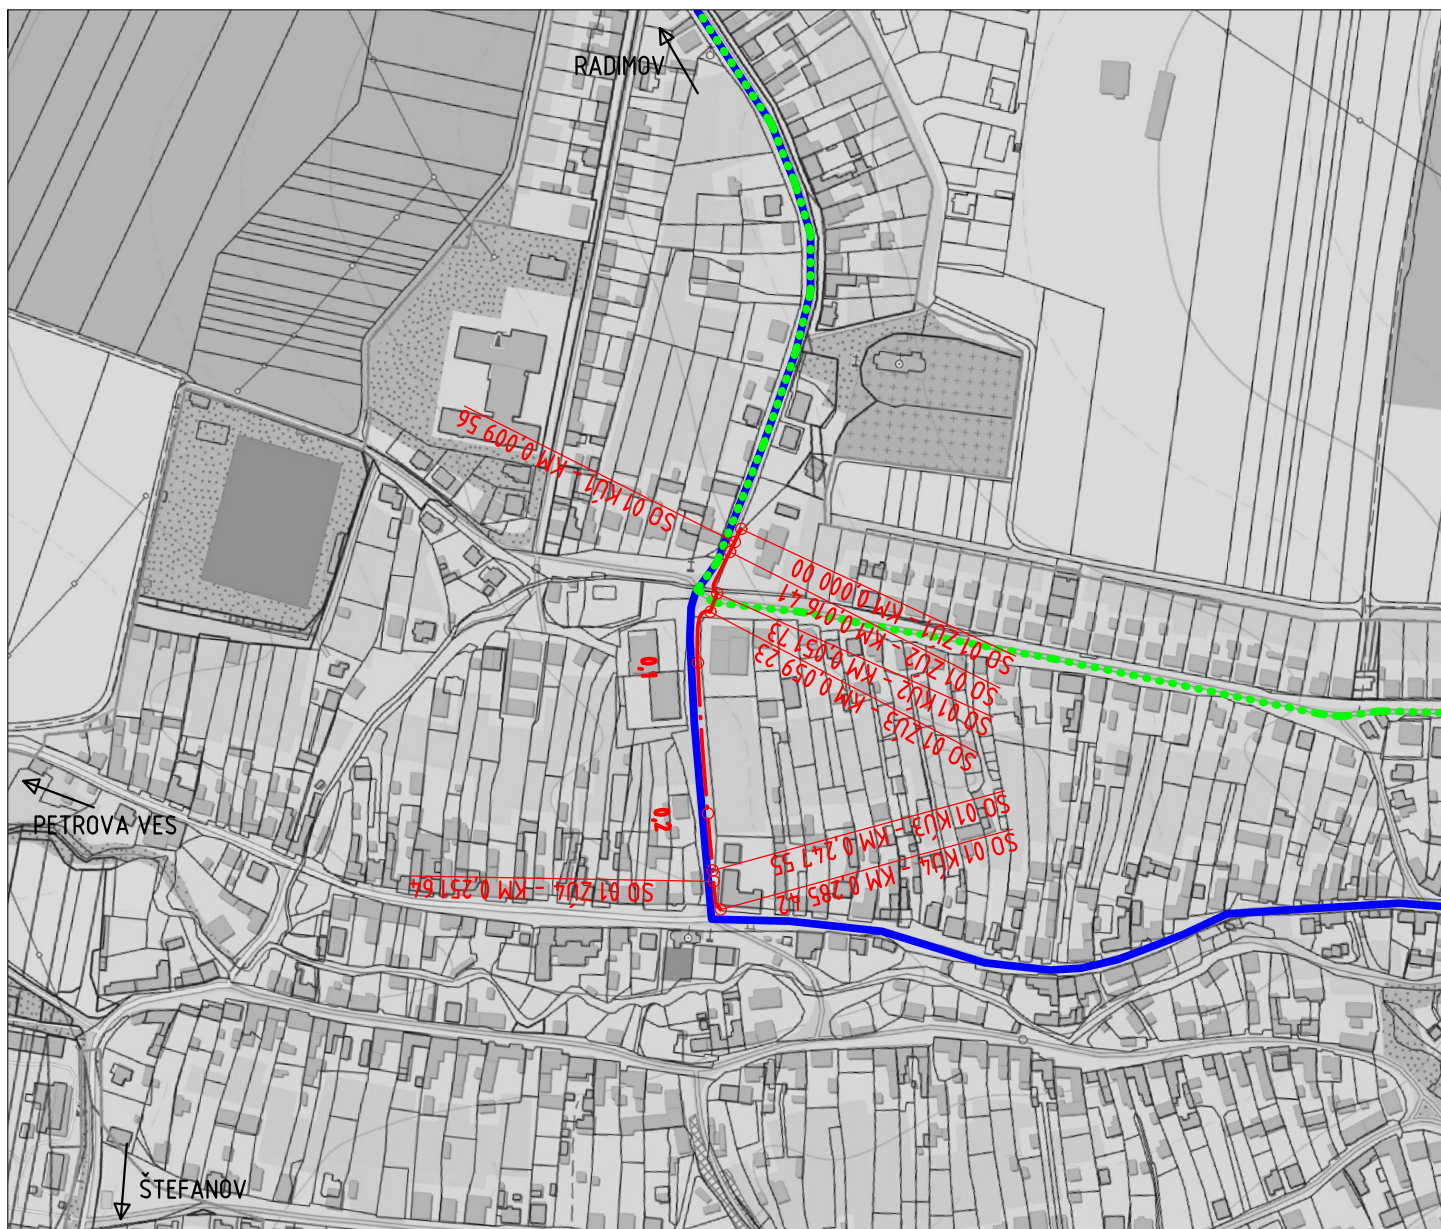 RADIMOV
SO 01 KÚ1 - KM 0,009 56
SO 01 ZÚ1 - KM 0,000 00
SO 01 ZÚ2 - KM 0,016 41
SO 01 KÚ2 - KM 0,051 73
SO 01 ZÚ3 - KM 0,059 23
0,1
PETROVA VES
0,2
SO 01 KÚ3 - KM 0,247 55
SO 01 KÚ4 - KM 0,285 42
SO 01 ZÚ4 - KM 0,251 64
ŠTEFANOV